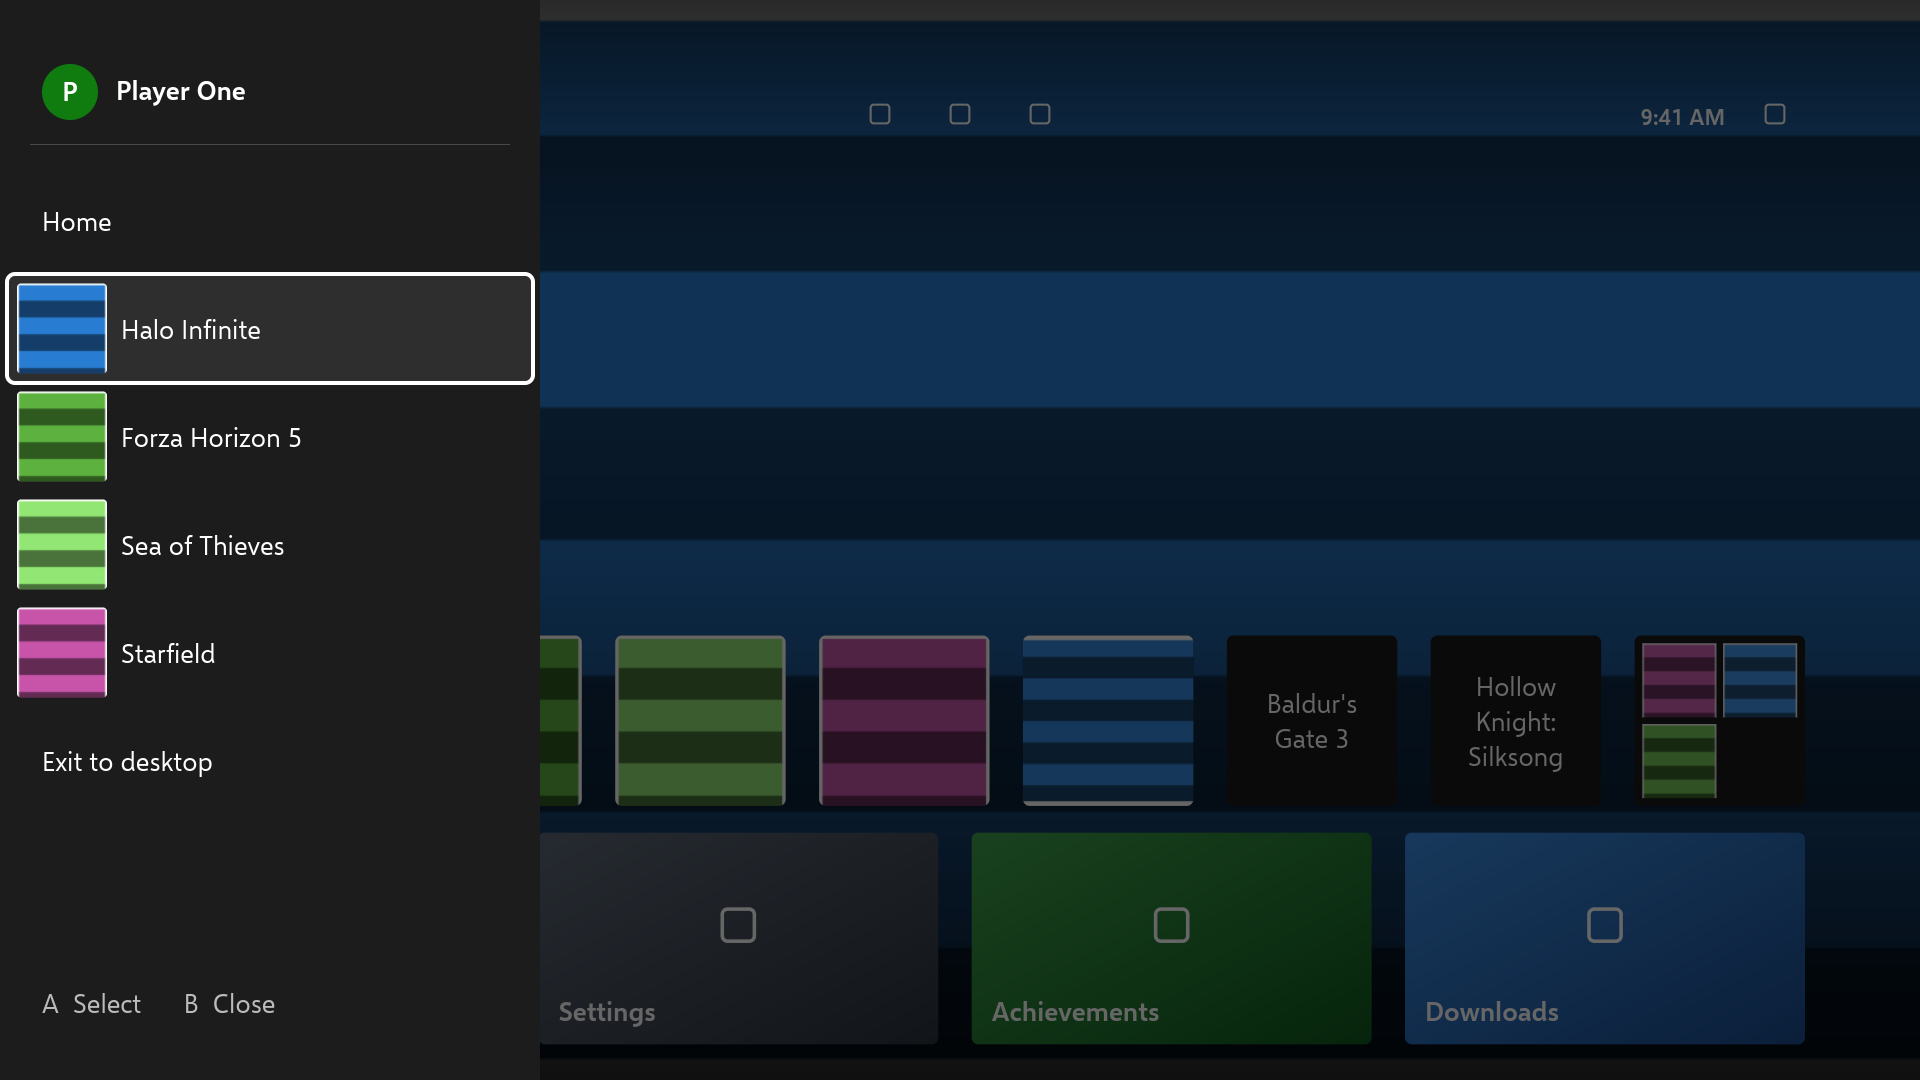 P
Player One
Home
Halo Infinite
Forza Horizon 5
Sea of Thieves
Starfield
Exit to desktop
A Select B Close
9:41 AM
Baldur's
Gate 3
Hollow
Knight:
Silksong
Settings
Achievements
Downloads